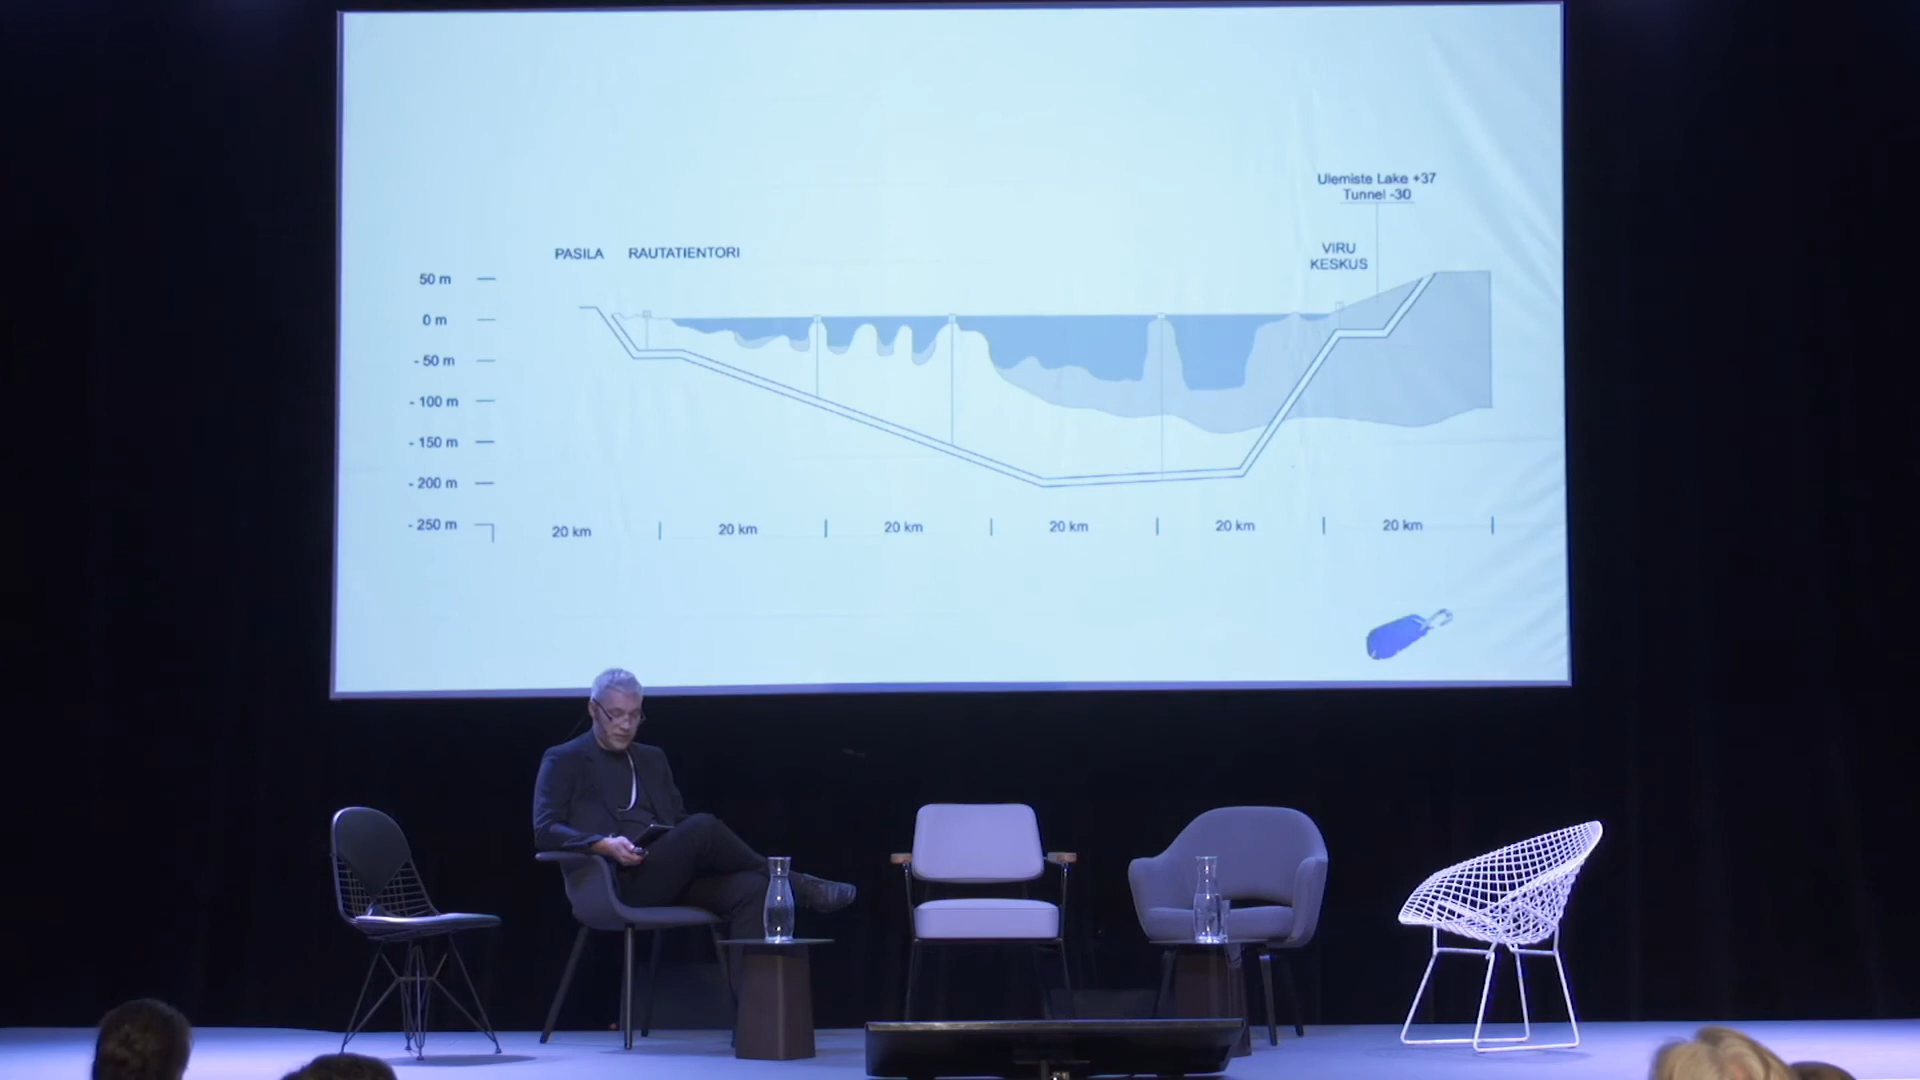 Ulemiste Lake +37
Tunnel -30
PASILA
RAUTATIENTORI
VIRU
KESKUS
50 m
0 m
- 50 m
- 100 m
- 150 m
- 200 m
- 250 m
20 km
20 km
20 km
20 km
20 km
20 km